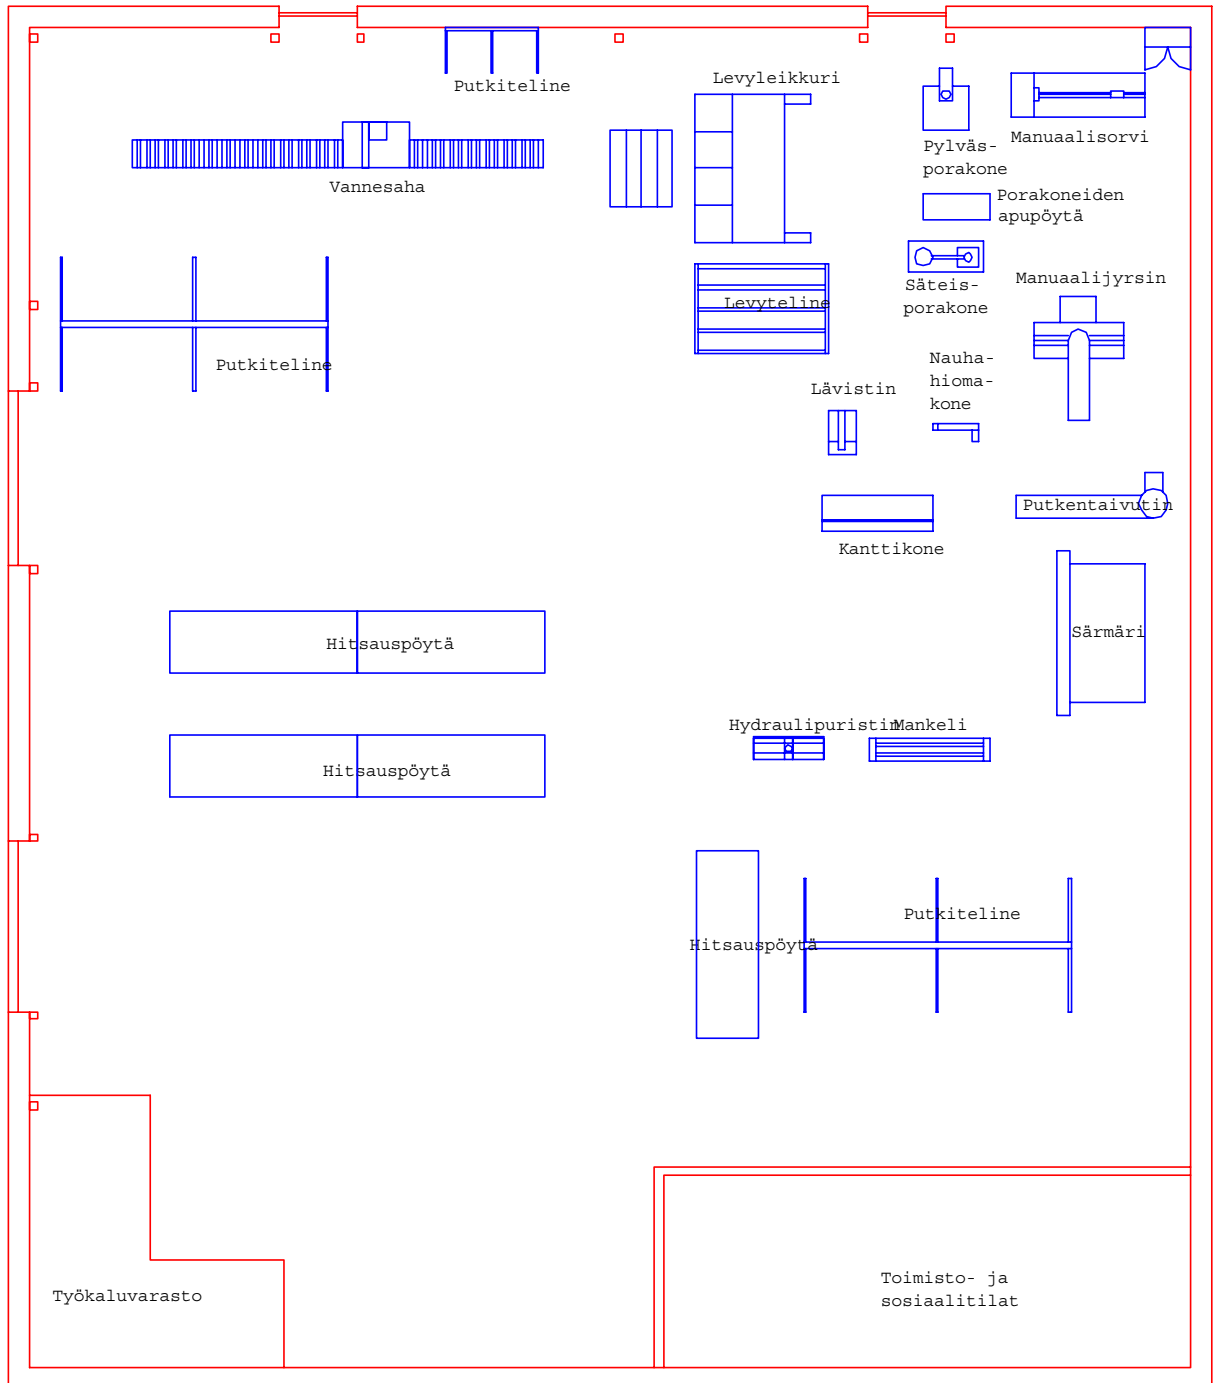 Putkiteline
Levyleikkuri
Manuaalisorvi
Pylväs-
porakone
Vannesaha
Porakoneiden
apupöytä
Manuaalijyrsin
Säteis-
porakone
Levyteline
Putkiteline
Nauha-
hioma-
kone
Lävistin
Putkentaivutin
Kanttikone
Särmäri
Hitsauspöytä
Hydraulipuristin
Mankeli
Hitsauspöytä
Putkiteline
Hitsauspöytä
Toimisto- ja
sosiaalitilat
Työkaluvarasto